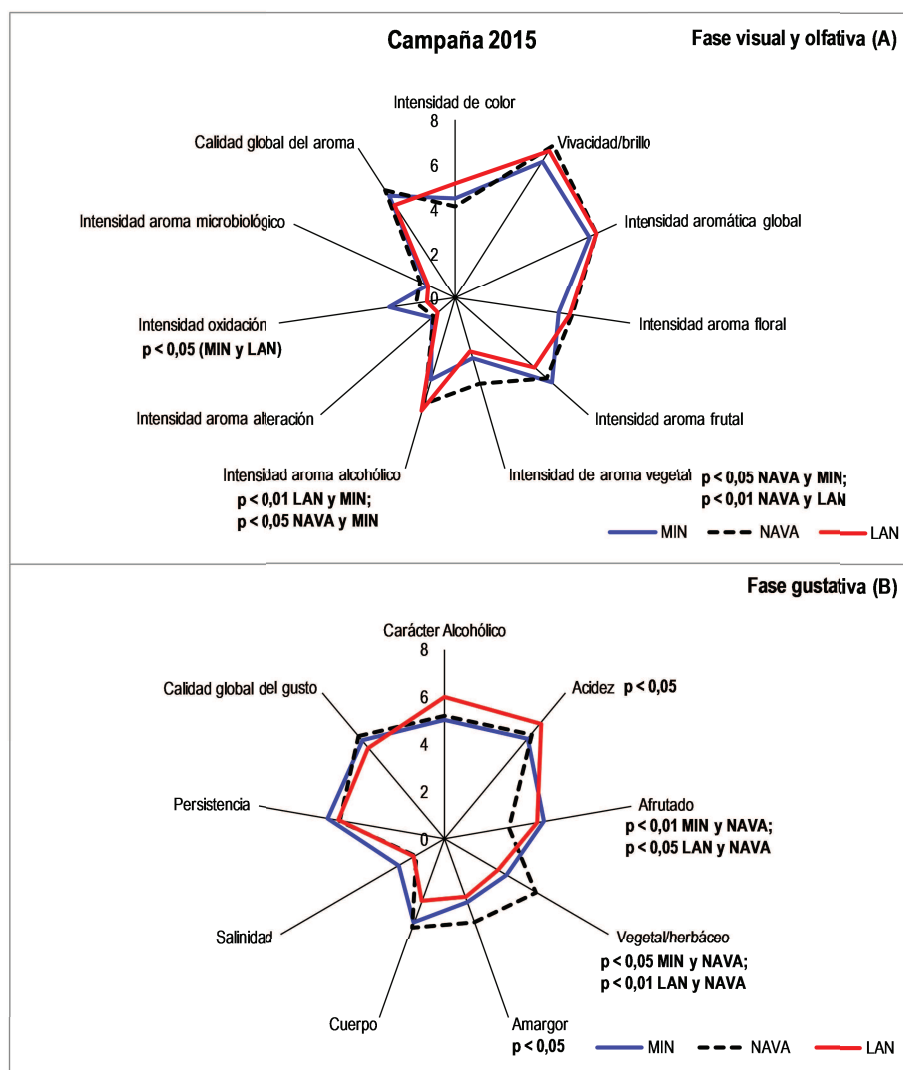 Campaña 2015
Fase visual y olfativa (A)
Intensidad de color
8
6
4
2
0
Vivacidad/brillo
Intensidad aromática global
Intensidad aroma floral
Intensidad aroma frutal
Intensidad de aroma vegetal
p < 0,05 NAVA y MIN;
p < 0,01 NAVA y LAN
Intensidad aroma alcohólico
p < 0,01 LAN y MIN;
p < 0,05 NAVA y MIN
Intensidad aroma alteración
Intensidad oxidación
p < 0,05 (MIN y LAN)
Intensidad aroma microbiológico
Calidad global del aroma
MIN NAVA LAN
Fase gustativa (B)
Carácter Alcohólico
8
6
4
2
0
Acidez p < 0,05
Afrutado
p < 0,01 MIN y NAVA;
p < 0,05 LAN y NAVA
Vegetal/herbáceo
p < 0,05 MIN y NAVA;
p < 0,01 LAN y NAVA
Amargor
p < 0,05
Cuerpo
Salinidad
Persistencia
Calidad global del gusto
MIN NAVA LAN